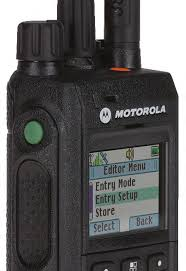 MOTOROLA
Editor Menu
Entry Mode
Entry Setup
Store
Select Back